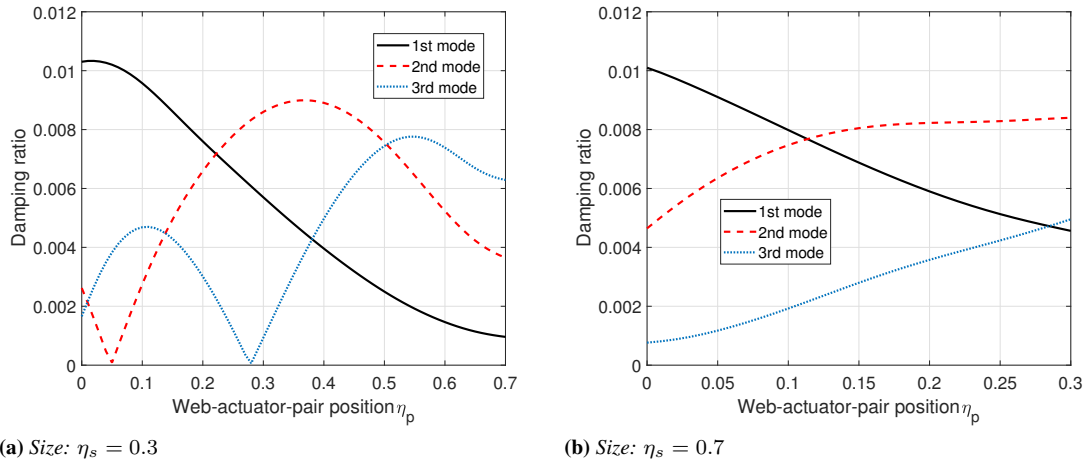 0.012
0.01
0.008
0.006
0.004
0.002
0
Damping ratio
1st mode
2nd mode
3rd mode
0 0.1 0.2 0.3 0.4 0.5 0.6 0.7
Web-actuator-pair position η_p
(a) Size: η_s = 0.3
0.012
0.01
0.008
0.006
0.004
0.002
0
Damping ratio
1st mode
2nd mode
3rd mode
0 0.05 0.1 0.15 0.2 0.25 0.3
Web-actuator-pair position η_p
(b) Size: η_s = 0.7